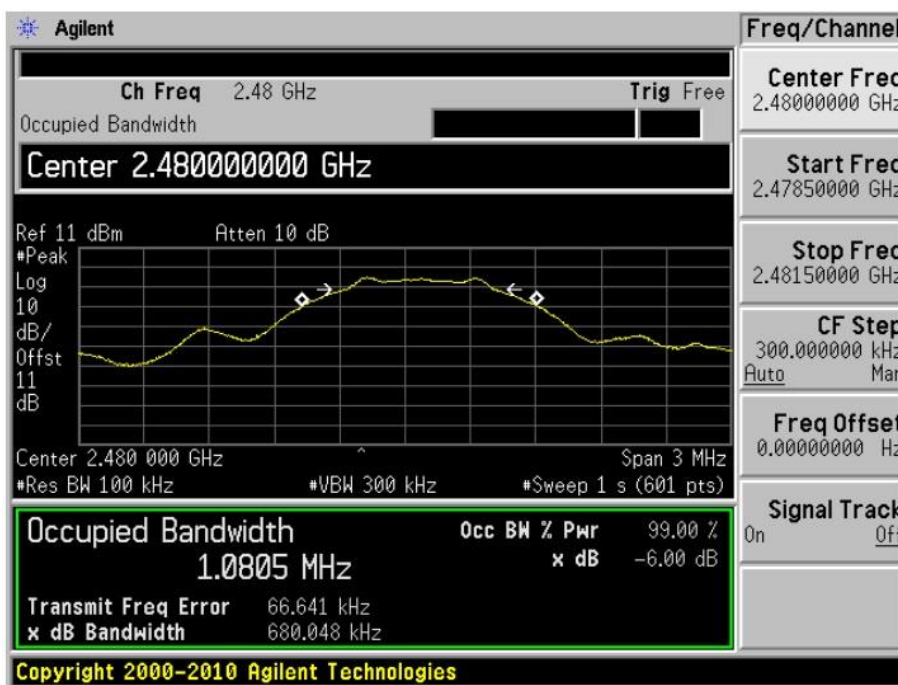 Agilent
Freq/Channel
Ch Freq 2.48 GHz Trig Free
Occupied Bandwidth
Center 2.480000000 GHz
Center Freq
2.48000000 GHz
Start Freq
2.47850000 GHz
Stop Freq
2.48150000 GHz
CF Step
300.000000 kHz
Auto Man
Freq Offset
0.00000000 Hz
Signal Track
On Off
Ref 11 dBm Atten 10 dB
#Peak
Log
10
dB/
Offst
11
dB
Center 2.480 000 GHz Span 3 MHz
#Res BW 100 kHz #VBW 300 kHz #Sweep 1 s (601 pts)
Occupied Bandwidth
1.0805 MHz
Occ BW % Pwr 99.00 %
x dB -6.00 dB
Transmit Freq Error 66.641 kHz
x dB Bandwidth 680.048 kHz
Copyright 2000-2010 Agilent Technologies